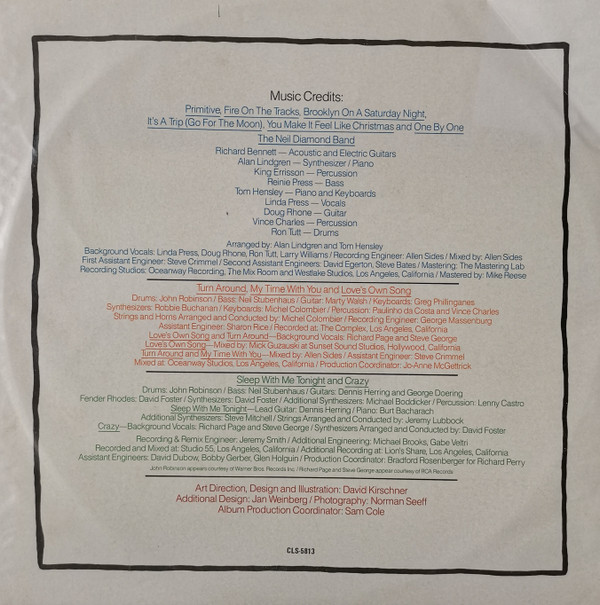 Music Credits:
Primitive, Fire On The Tracks, Brooklyn On A Saturday Night,
It's A Trip (Go For The Moon), You Make It Feel Like Christmas and One By One
The Neil Diamond Band
Richard Bennett — Acoustic and Electric Guitars
Alan Lindgren — Synthesizer / Piano
King Errisson — Percussion
Reinie Press — Bass
Tom Hensley — Piano and Keyboards
Linda Press — Vocals
Doug Rhone — Guitar
Vince Charles — Percussion
Ron Tutt — Drums
Arranged by: Alan Lindgren and Tom Hensley
Background Vocals: Linda Press, Doug Rhone, Ron Tutt, Larry Williams / Recording Engineer: Allen Sides / Mixed by: Allen Sides
First Assistant Engineer: Steve Crimmel / Second Assistant Engineers: David Egerton, Steve Bates / Mastering: The Mastering Lab
Recording Studios: Oceanway Recording, The Mix Room and Westlake Studios, Los Angeles, California / Mastered by: Mike Reese
Turn Around, My Time With You and Love's Own Song
Drums: John Robinson / Bass: Neil Stubenhaus / Guitar: Marty Walsh / Keyboards: Greg Phillinganes
Synthesizers: Robbie Buchanan / Keyboards: Michel Colombier / Percussion: Paulinho da Costa and Vince Charles
Strings and Horns Arranged and Conducted by: Michel Colombier / Recording Engineer: George Massenburg
Assistant Engineer: Sharon Rice / Recorded at: The Complex, Los Angeles, California
Love's Own Song and Turn Around—Background Vocals: Richard Page and Steve George
Love's Own Song—Mixed by: Mick Guzauski at Sunset Sound Studios, Hollywood, California
Turn Around and My Time With You—Mixed by: Allen Sides / Assistant Engineer: Steve Crimmel
Mixed at: Oceanway Studios, Los Angeles, California / Production Coordinator: Jo-Anne McGettrick
Sleep With Me Tonight and Crazy
Drums: John Robinson / Bass: Neil Stubenhaus / Guitars: Dennis Herring and George Doering
Fender Rhodes: David Foster / Synthesizers: David Foster / Additional Synthesizers: Michael Boddicker / Percussion: Lenny Castro
Sleep With Me Tonight—Lead Guitar: Dennis Herring / Piano: Burt Bacharach
Additional Synthesizers: Steve Mitchell / Strings Arranged and Conducted by: Jeremy Lubbock
Crazy—Background Vocals: Richard Page and Steve George / Synthesizers Arranged and Conducted by: David Foster
Recording & Remix Engineer: Jeremy Smith / Additional Engineering: Michael Brooks, Gabe Veltri
Recorded and Mixed at: Studio 55, Los Angeles, California / Additional Recording at: Lion's Share, Los Angeles, California
Assistant Engineers: David Dubow, Bobby Gerber, Glen Holguin / Production Coordinator: Bradford Rosenberger for Richard Perry
John Robinson appears courtesy of Warner Bros. Records Inc. / Richard Page and Steve George appear courtesy of RCA Records
Art Direction, Design and Illustration: David Kirschner
Additional Design: Jan Weinberg / Photography: Norman Seeff
Album Production Coordinator: Sam Cole
CLS-5813